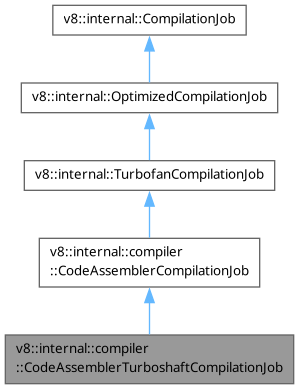 v8::internal::CompilationJob
v8::internal::OptimizedCompilationJob
v8::internal::TurbofanCompilationJob
v8::internal::compiler
::CodeAssemblerCompilationJob
v8::internal::compiler
::CodeAssemblerTurboshaftCompilationJob